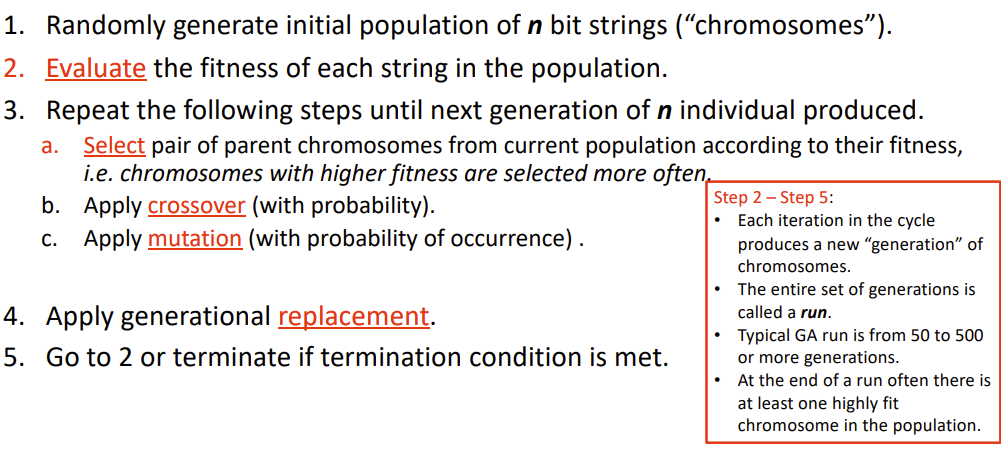 1. Randomly generate initial population of n bit strings (“chromosomes”).
2. Evaluate the fitness of each string in the population.
3. Repeat the following steps until next generation of n individual produced.
a. Select pair of parent chromosomes from current population according to their fitness,
i.e. chromosomes with higher fitness are selected more often.
b. Apply crossover (with probability).
c. Apply mutation (with probability of occurrence) .
4. Apply generational replacement.
5. Go to 2 or terminate if termination condition is met.
Step 2 – Step 5:
• Each iteration in the cycle
produces a new “generation” of
chromosomes.
• The entire set of generations is
called a run.
• Typical GA run is from 50 to 500
or more generations.
• At the end of a run often there is
at least one highly fit
chromosome in the population.